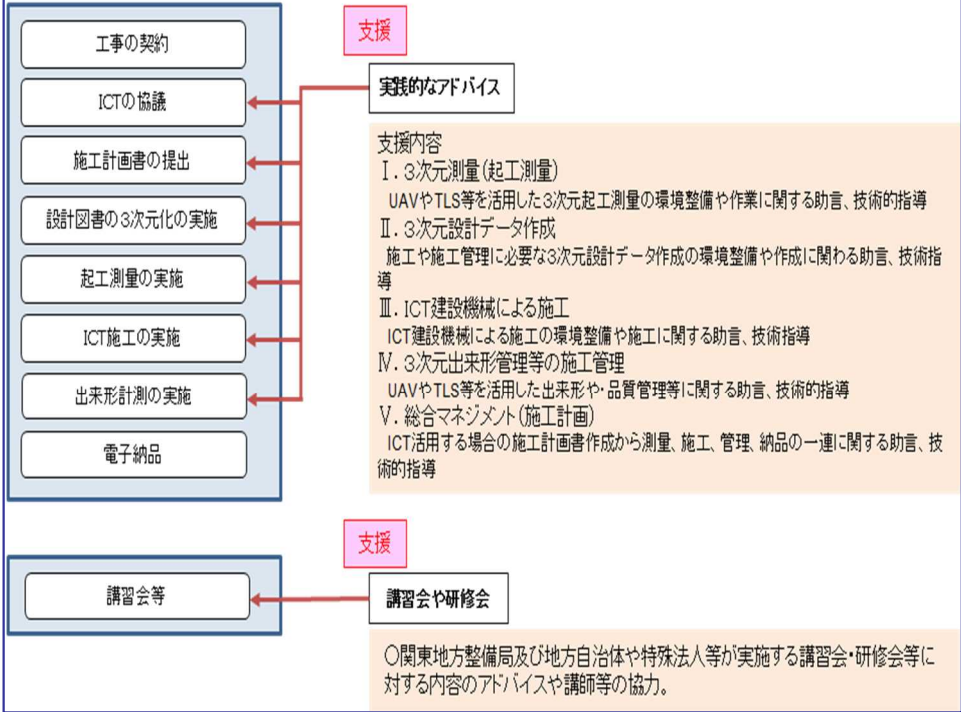 工事の契約
ICTの協議
施工計画書の提出
設計図書の3次元化の実施
起工測量の実施
ICT施工の実施
出来形計測の実施
電子納品
支援
実践的なアドバイス
支援内容
Ⅰ．3次元測量(起工測量)
UAVやTLS等を活用した3次元起工測量の環境整備や作業に関する助言、技術的指導
Ⅱ．3次元設計データ作成
施工や施工管理に必要な3次元設計データ作成の環境整備や作成に関わる助言、技術指
導
Ⅲ．ICT建設機械による施工
ICT建設機械による施工の環境整備や施工に関する助言、技術指導
Ⅳ．3次元出来形管理等の施工管理
UAVやTLS等を活用した出来形や・品質管理等に関する助言、技術的指導
Ⅴ．総合マネジメント(施工計画)
ICT活用する場合の施工計画書作成から測量、施工、管理、納品の一連に関する助言、技
術的指導
講習会等
支援
講習会や研修会
○関東地方整備局及び地方自治体や特殊法人等が実施する講習会・研修会等に
対する内容のアドバイスや講師等の協力。